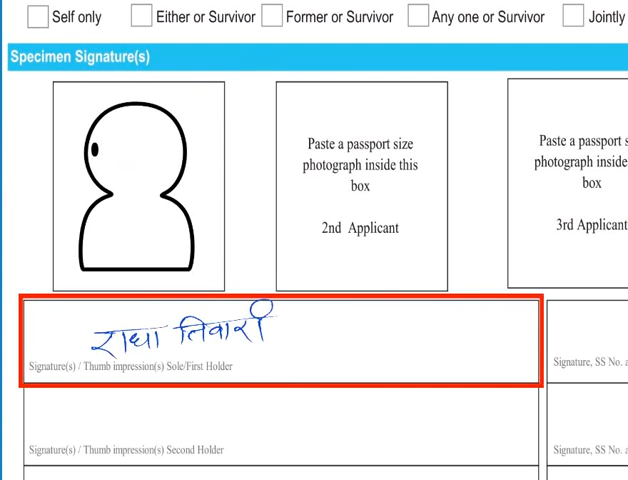 Self only Either or Survivor Former or Survivor Any one or Survivor Jointly
Specimen Signature(s)
Paste a passport size
photograph inside this
box
2nd Applicant
Paste a passport s
photograph inside
box
3rd Applicant
राधा तिवारी
Signature(s) / Thumb impression(s) Sole/First Holder
Signature, SS No. a
Signature(s) / Thumb impression(s) Second Holder
Signature, SS No. a